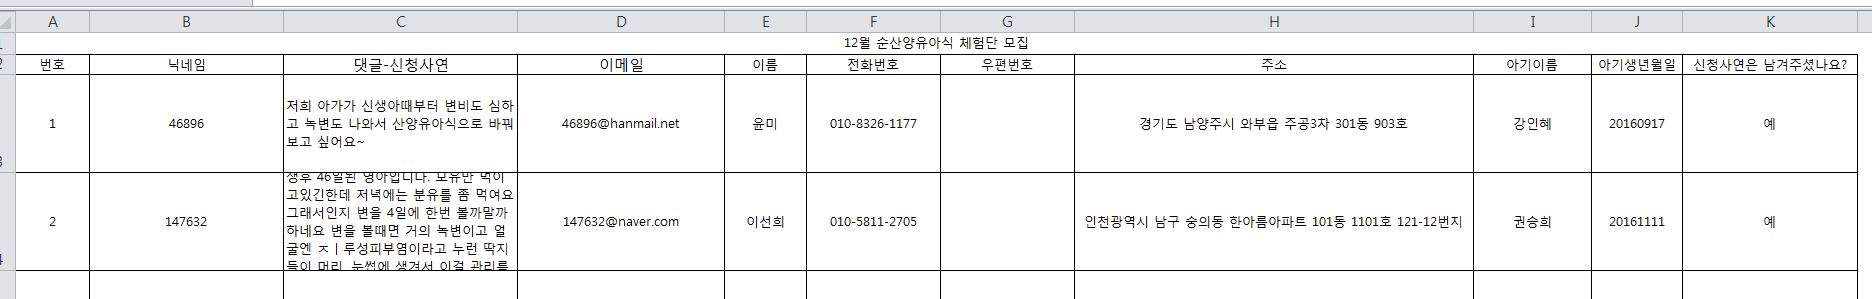 A B C D E F G H I J K
12월 순산양유아식 체험단 모집
2 번호 닉네임 댓글-신청사연 이메일 이름 전화번호 우편번호 주소 아기이름 아기생년월일 신청사연은 남겨주셨나요?
저희 아가가 신생아때부터 변비도 심하
고 녹변도 나와서 산양유아식으로 바꿔
보고 싶어요~
1 46896 46896@hanmail.net 윤미 010-8326-1177 경기도 남양주시 와부읍 주공3차 301동 903호 강인혜 20160917 예
3
생후 46일된 영아입니다. 모유만 먹이
고있긴한데 저녁에는 분유를 좀 먹여요
그래서인지 변을 4일에 한번 볼까말까
하네요 변을 볼때면 거의 녹변이고 얼
굴엔 ㅈㅣ루성피부염이라고 누런 딱지
들이 머리, 눈썹에 생겨서 이걸 관리를
2 147632 147632@naver.com 이선희 010-5811-2705 인천광역시 남구 숭의동 한아름아파트 101동 1101호 121-12번지 권승희 20161111 예
4